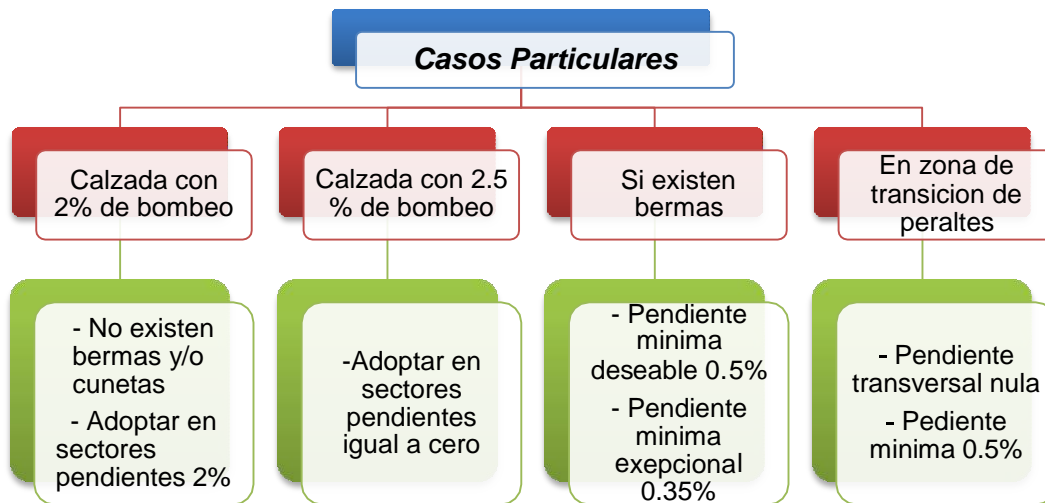 Casos Particulares
Calzada con
2% de bombeo
Calzada con 2.5
% de bombeo
Si existen
bermas
En zona de
transicion de
peraltes
- No existen
bermas y/o
cunetas
- Adoptar en
sectores
pendientes 2%
-Adoptar en
sectores
pendientes
igual a cero
- Pendiente
minima
deseable 0.5%
- Pendiente
minima
exepcional
0.35%
- Pendiente
transversal nula
- Pediente
minima 0.5%